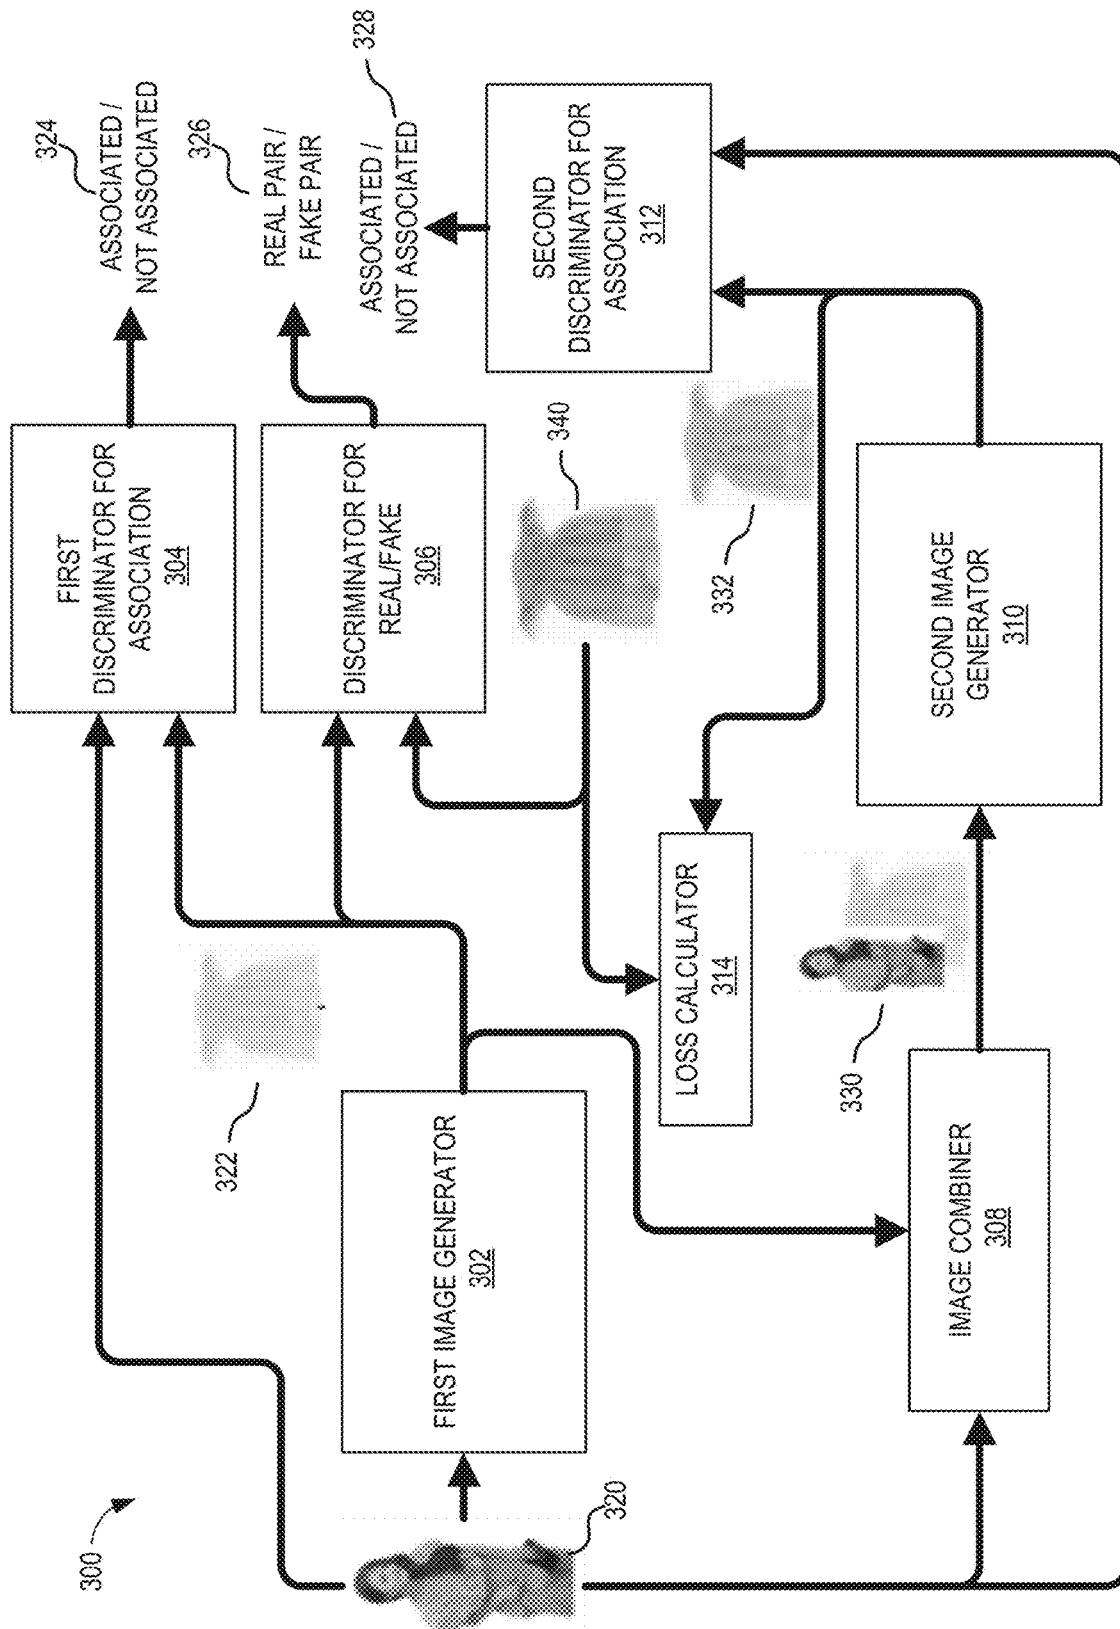 300
320
FIRST IMAGE GENERATOR
302
322
FIRST
DISCRIMINATOR FOR
ASSOCIATION
304
324
ASSOCIATED /
NOT ASSOCIATED
DISCRIMINATOR FOR
REAL/FAKE
306
326
REAL PAIR /
FAKE PAIR
328
ASSOCIATED /
NOT ASSOCIATED
340
SECOND
DISCRIMINATOR FOR
ASSOCIATION
312
332
LOSS CALCULATOR
314
330
IMAGE COMBINER
308
SECOND IMAGE
GENERATOR
310